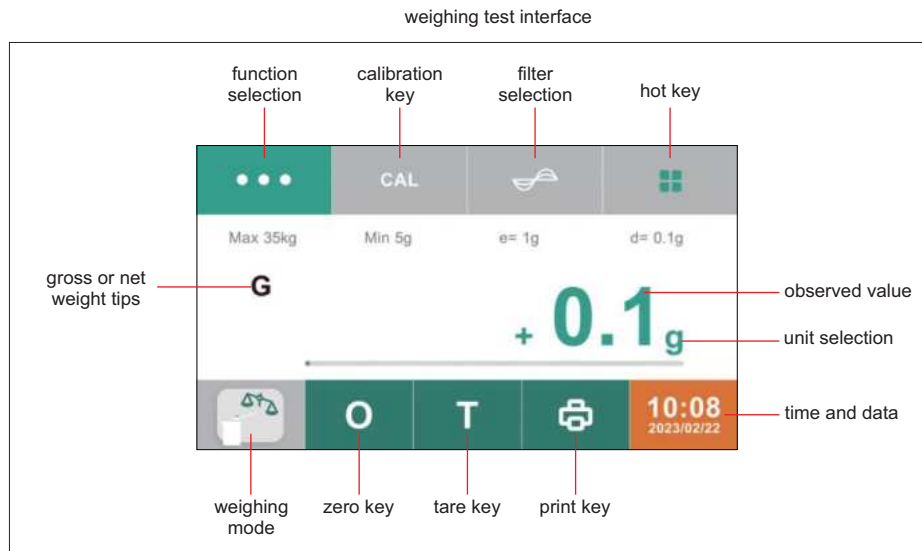 weighing test interface
function
selection
calibration
key
filter
selection
hot key
CAL
Max 35kg
Min 5g
e= 1g
d= 0.1g
gross or net
weight tips
G
+ 0.1g
observed value
unit selection
O
T
10:08
2023/02/22
time and data
weighing
mode
zero key
tare key
print key